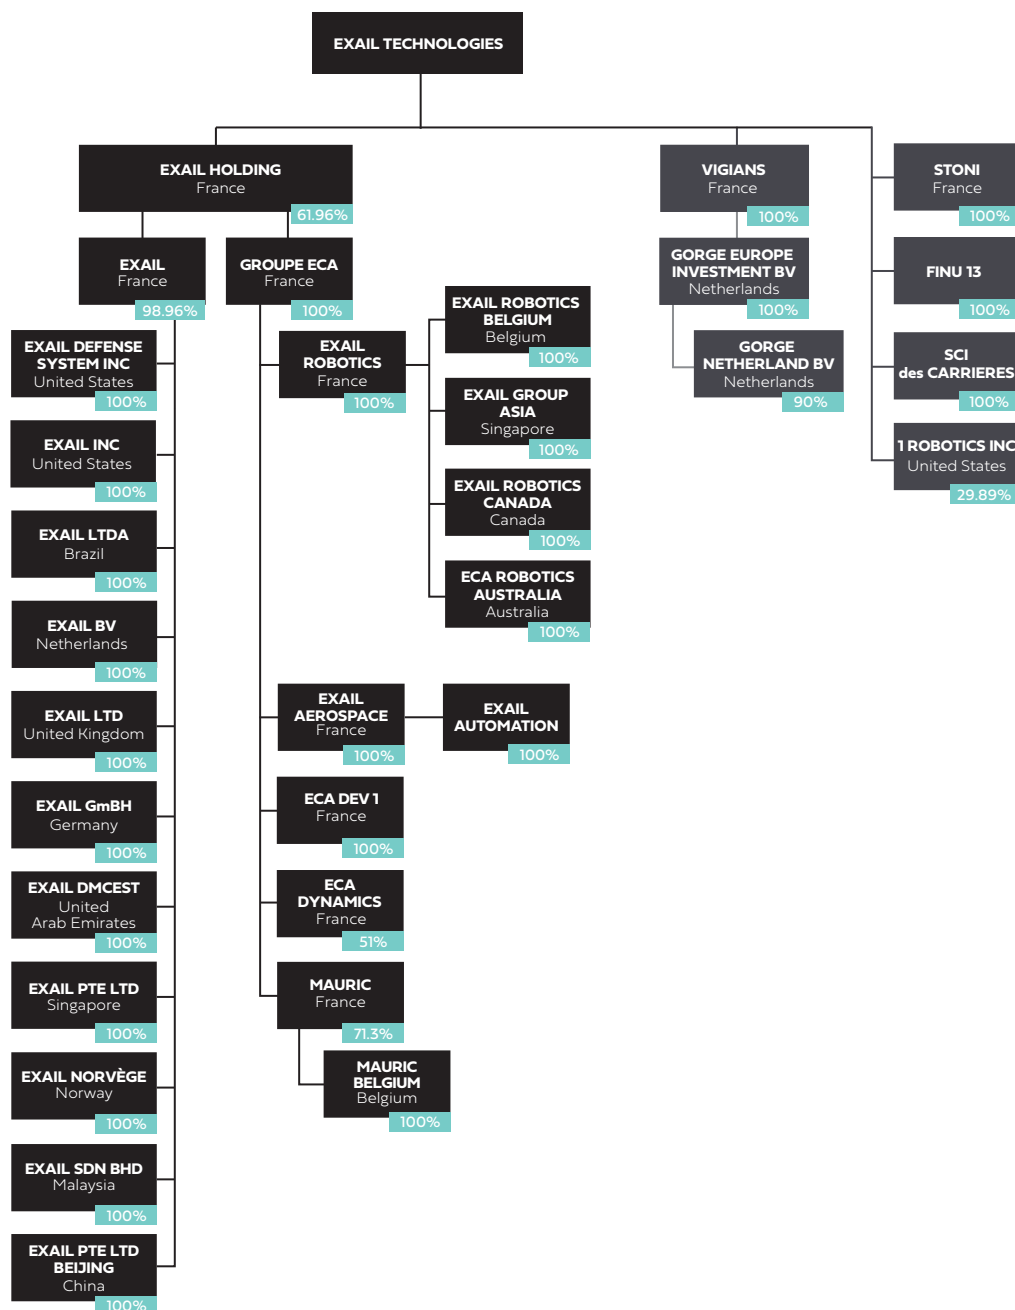 EXAIL TECHNOLOGIES
EXAIL HOLDING
France
61.96%
EXAIL
France
98.96%
EXAIL DEFENSE
SYSTEM INC
United States
100%
EXAIL INC
United States
100%
EXAIL LTDA
Brazil
100%
EXAIL BV
Netherlands
100%
EXAIL LTD
United Kingdom
100%
EXAIL GmBH
Germany
100%
EXAIL DMCEST
United
Arab Emirates
100%
EXAIL PTE LTD
Singapore
100%
EXAIL NORVÈGE
Norway
100%
EXAIL SDN BHD
Malaysia
100%
EXAIL PTE LTD
BEIJING
China
100%
GROUPE ECA
France
100%
EXAIL
ROBOTICS
France
100%
EXAIL ROBOTICS
BELGIUM
Belgium
100%
EXAIL GROUP
ASIA
Singapore
100%
EXAIL ROBOTICS
CANADA
Canada
100%
ECA ROBOTICS
AUSTRALIA
Australia
100%
EXAIL
AEROSPACE
France
100%
EXAIL
AUTOMATION
100%
ECA DEV 1
France
100%
ECA
DYNAMICS
France
51%
MAURIC
France
71.3%
MAURIC
BELGIUM
Belgium
100%
VIGIANS
France
100%
GORGE EUROPE
INVESTMENT BV
Netherlands
100%
GORGE
NETHERLAND BV
Netherlands
90%
STONI
France
100%
FINU 13
100%
SCI
des CARRIERES
100%
1 ROBOTICS INC
United States
29.89%